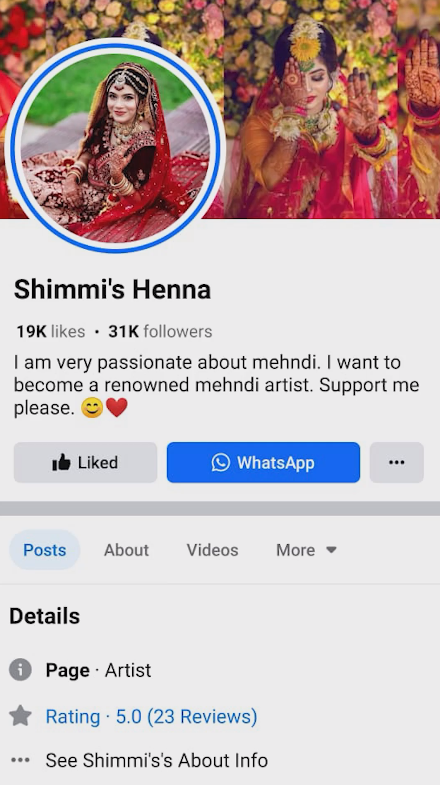 Shimmi's Henna
19K likes • 31K followers
I am very passionate about mehndi. I want to
become a renowned mehndi artist. Support me
please. 😊❤️
Liked
WhatsApp
Posts
About
Videos
More
Details
Page · Artist
Rating · 5.0 (23 Reviews)
See Shimmi's's About Info